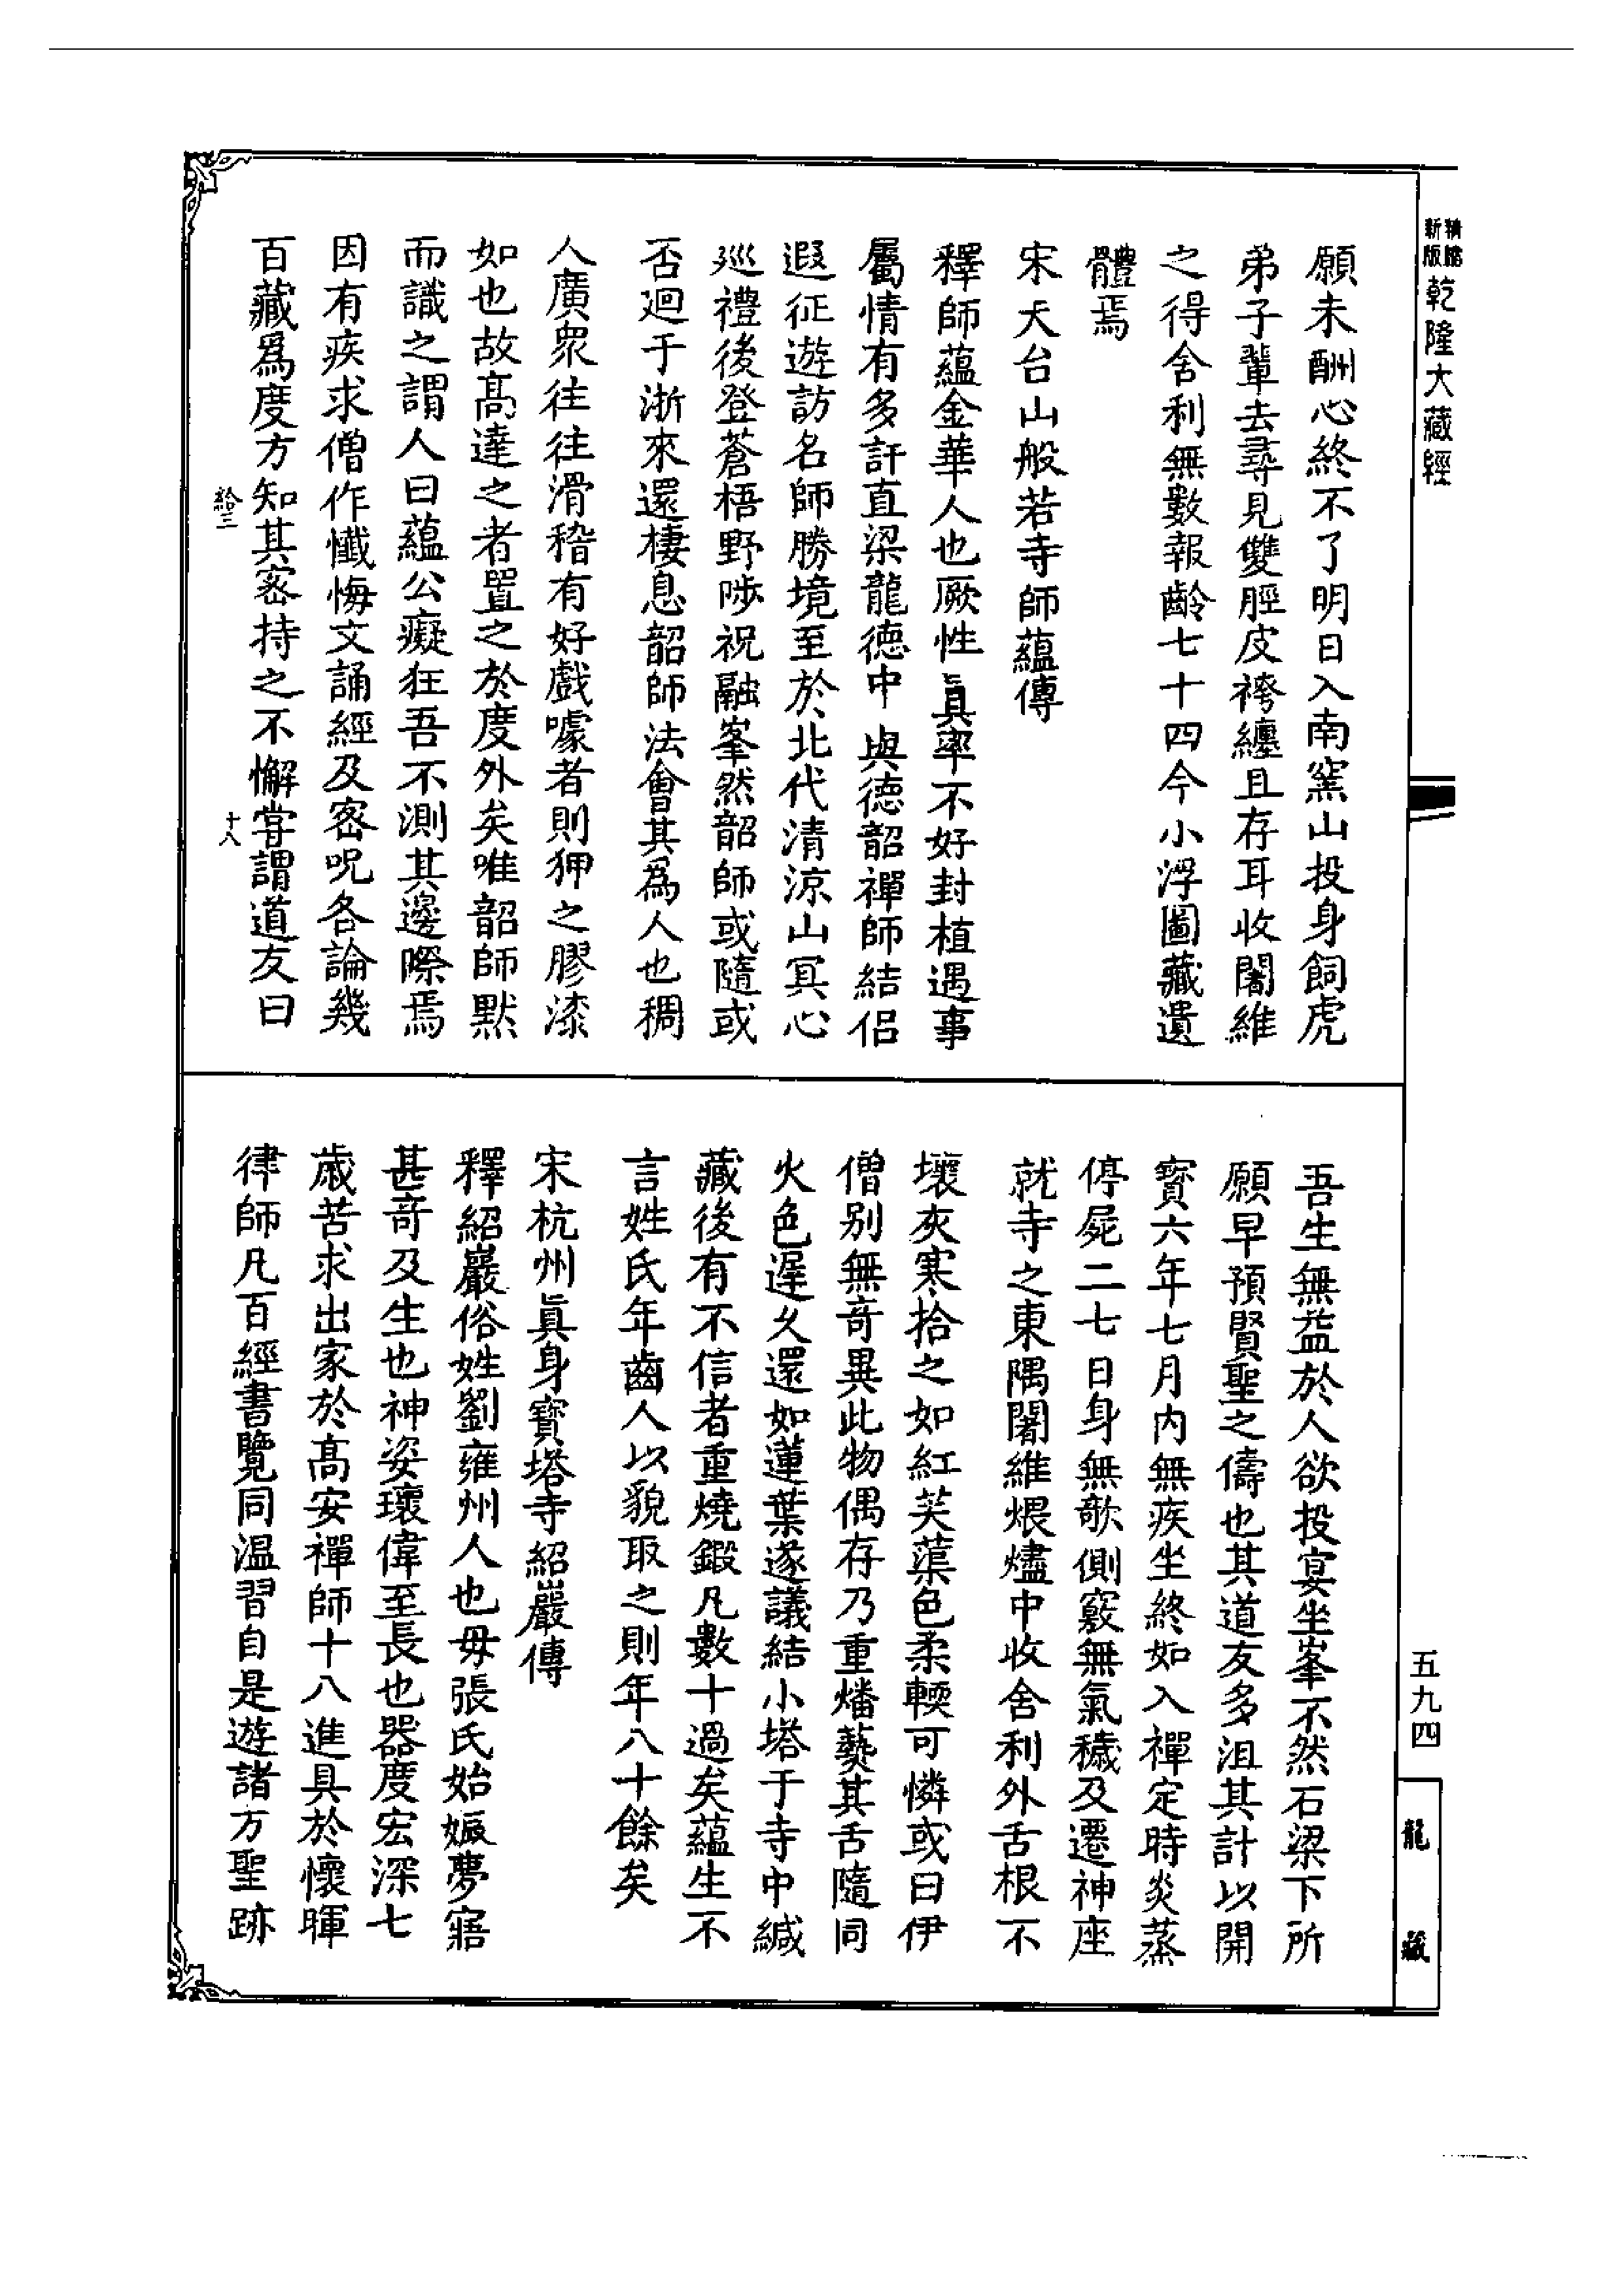 精縮
新版
乾隆大藏經
願未酬心終不了明日入南窯山投身飼虎
弟子輩去尋見雙脛皮袴纏且存耳收闍維
之得舍利無數報齡七十四今小浮圖藏遺
體焉
宋天台山般若寺師蘊傳
釋師蘊金華人也厥性眞率不好封植遇事
屬情有多訐直梁龍德中與德韶禪師結侶
遐征遊訪名師勝境至於北代清涼山冥心
巡禮後登蒼梧野陟祝融峯然韶師或隨或
否迴于浙來還棲息韶師法會其爲人也稠
人廣衆往往滑稽有好戲噱者則狎之膠漆
如也故髙達之者置之於度外矣唯韶師默
而識之謂人曰蘊公癡狂吾不測其邊際焉
因有疾求僧作懺悔文誦經及密呪各論幾
百藏爲度方知其密持之不懈甞謂道友曰
給三
十八
吾生無益於人欲投宴坐峯不然石梁下所
願早預賢聖之儔也其道友多沮其計以開
寳六年七月内無疾坐終如入禪定時炎蒸
停屍二七日身無欹側竅無氣穢及遷神座
就寺之東隅闍維煨燼中收舍利外舌根不
壞灰寒拾之如紅芙蕖色柔輭可憐或曰伊
僧别無竒異此物偶存乃重燔爇其舌隨同
火色遲久還如蓮葉遂議結小塔于寺中緘
藏後有不信者重燒鍛凡數十過矣蘊生不
言姓氏年齒人以貌取之則年八十餘矣
宋杭州眞身寳塔寺紹巖傳
釋紹巖俗姓劉雍州人也毋張氏始娠夢寤
甚竒及生也神姿瓌偉至長也器度宏深七
歲苦求出家於髙安禪師十八進具於懷暉
律師凡百經書覽同溫習自是遊諸方聖跡
五九四
龍藏